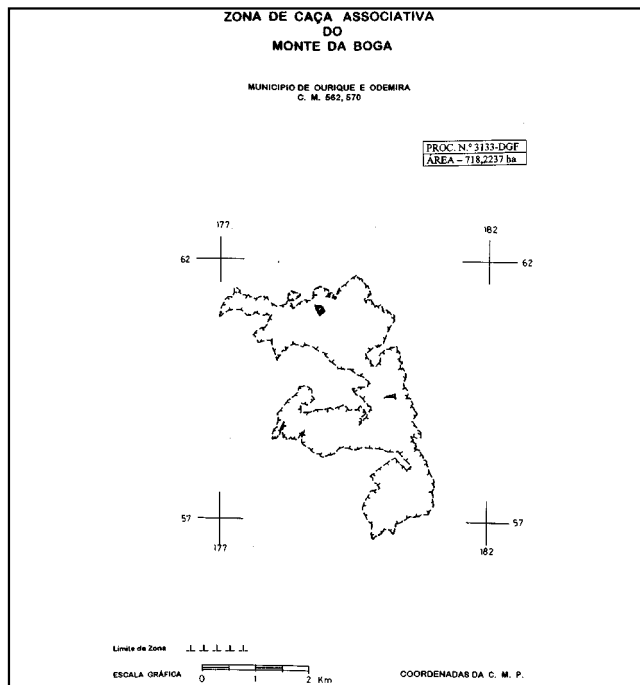 ZONA DE CAÇA ASSOCIATIVA
DO
MONTE DA BOGA
MUNICIPIO DE OURIQUE E ODEMIRA
C. M. 562, 570
PROC. N.º 3133-DGF
ÁREA – 718,2237 ha
177
182
62
62
57
57
177
182
Limite da Zona
ESCALA GRÁFICA
0 1 2 Km
COORDENADAS DA C. M. P.